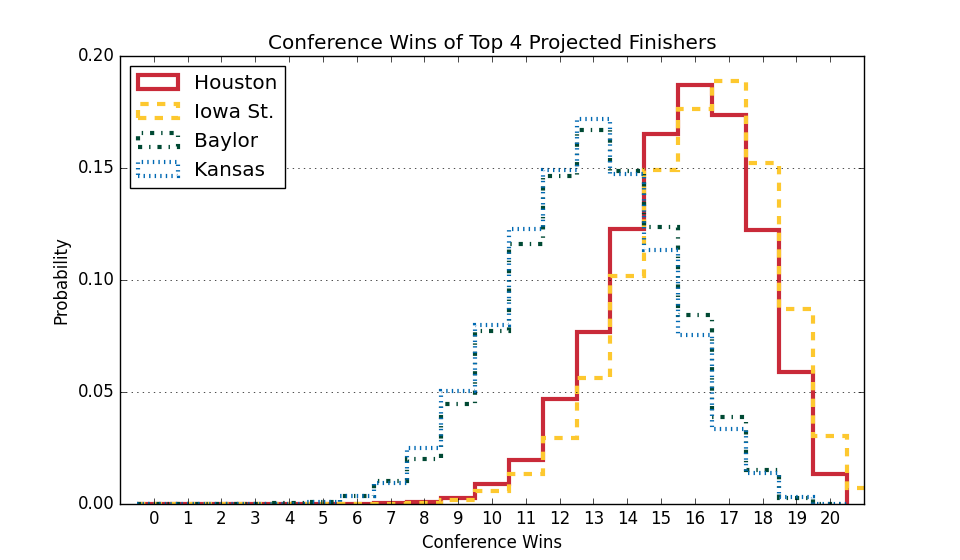 Conference Wins of Top 4 Projected Finishers
Houston
Iowa St.
Baylor
Kansas
0.20
0.15
0.10
0.05
0.00
Probability
0 1 2 3 4 5 6 7 8 9 10 11 12 13 14 15 16 17 18 19 20
Conference Wins